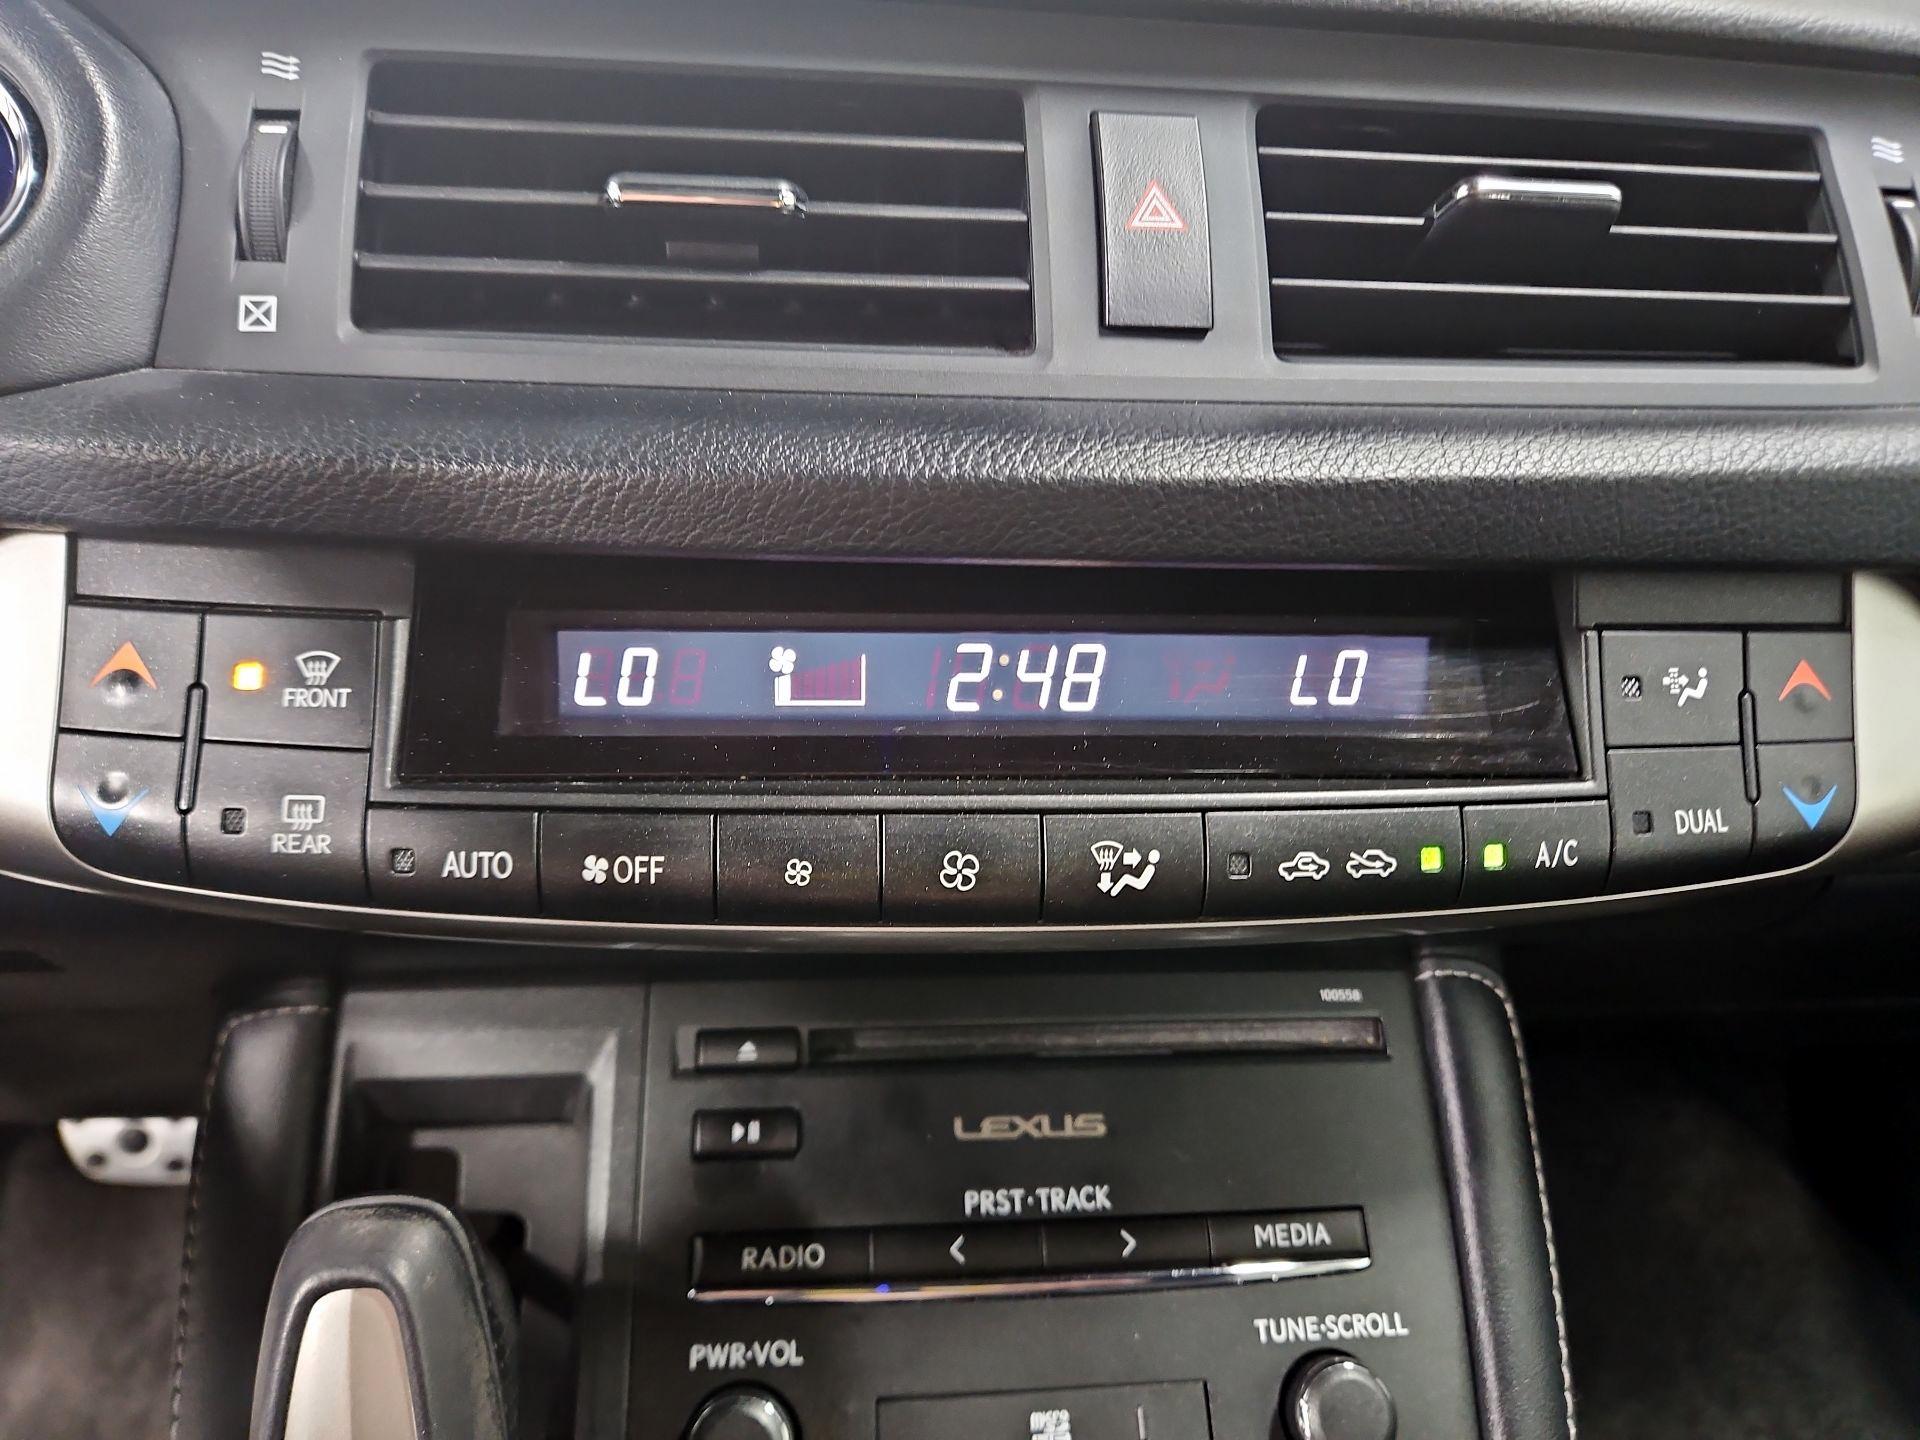 LO 2:48 LO
FRONT
REAR
AUTO
OFF
A/C
DUAL
100558
LEXUS
PRST·TRACK
RADIO
MEDIA
PWR·VOL
TUNE·SCROLL